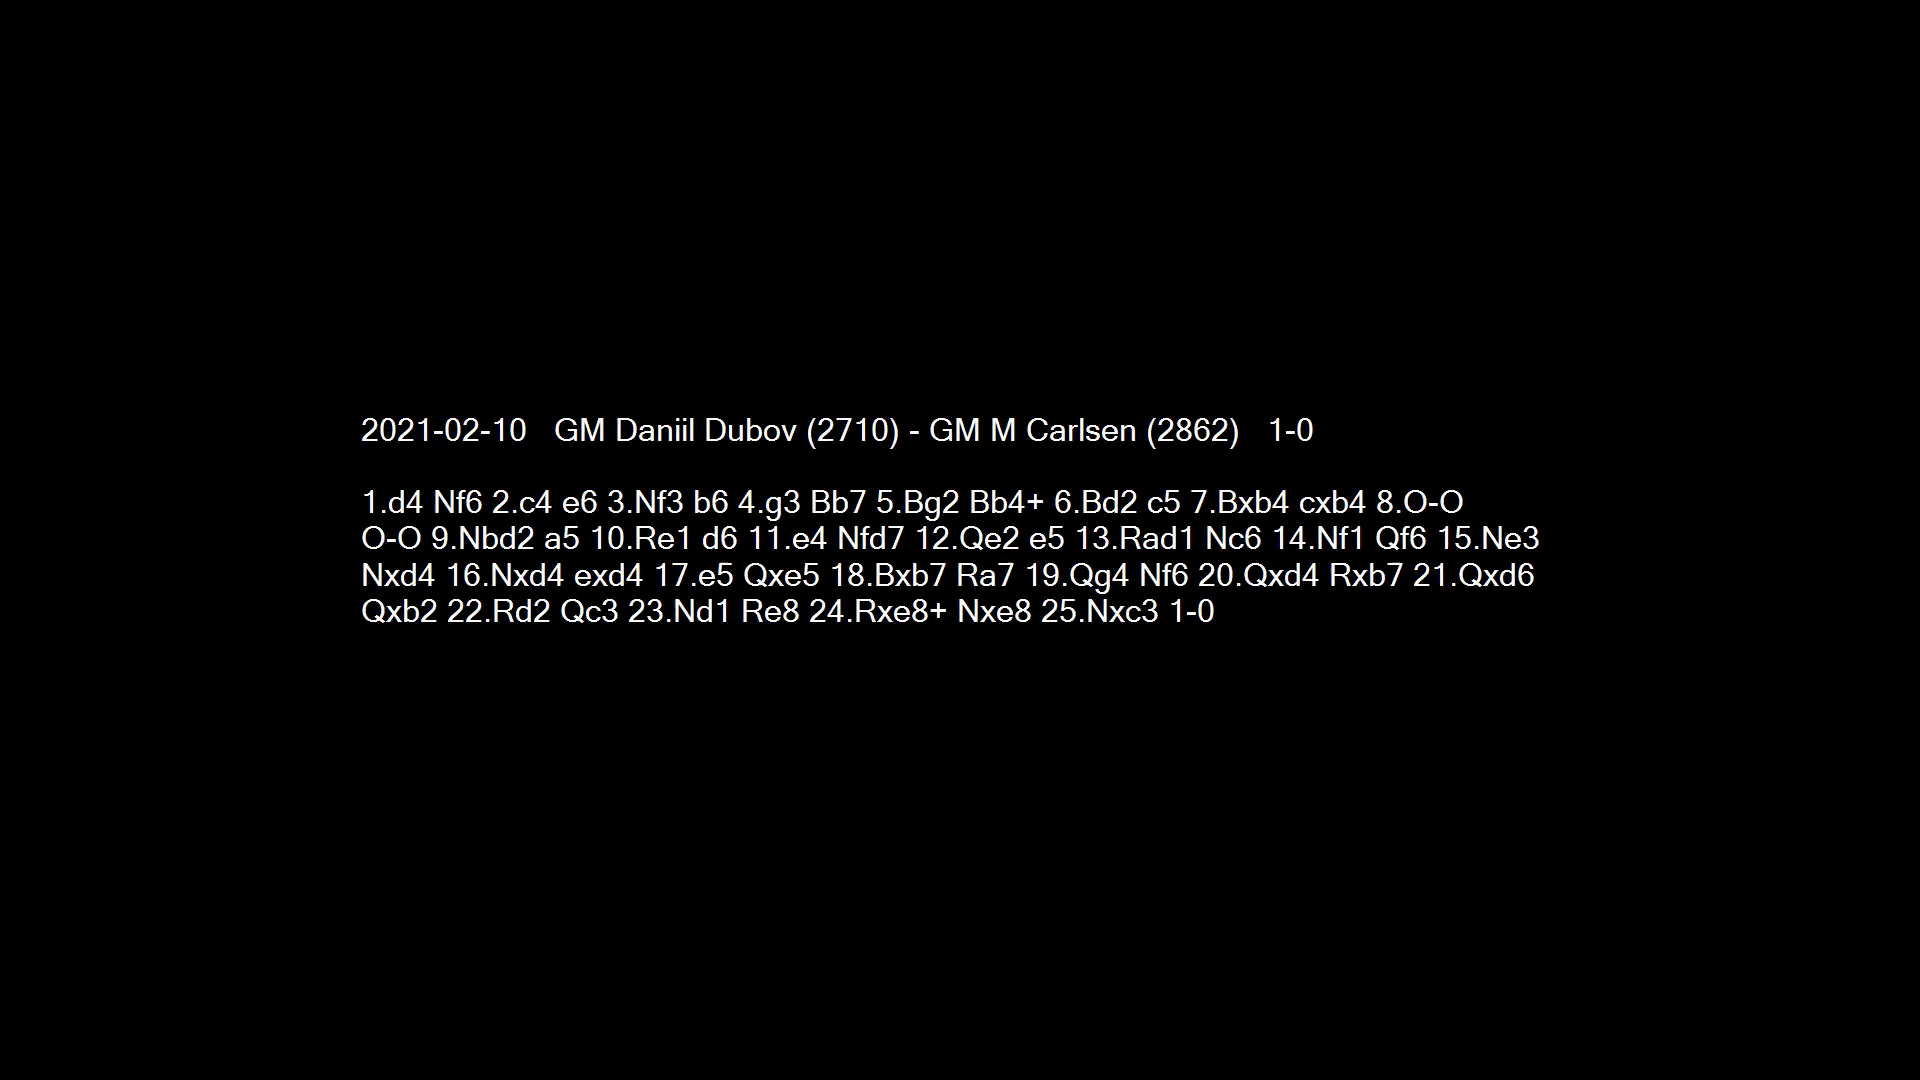 2021-02-10   GM Daniil Dubov (2710) - GM M Carlsen (2862)   1-0
1.d4 Nf6 2.c4 e6 3.Nf3 b6 4.g3 Bb7 5.Bg2 Bb4+ 6.Bd2 c5 7.Bxb4 cxb4 8.O-O
O-O 9.Nbd2 a5 10.Re1 d6 11.e4 Nfd7 12.Qe2 e5 13.Rad1 Nc6 14.Nf1 Qf6 15.Ne3
Nxd4 16.Nxd4 exd4 17.e5 Qxe5 18.Bxb7 Ra7 19.Qg4 Nf6 20.Qxd4 Rxb7 21.Qxd6
Qxb2 22.Rd2 Qc3 23.Nd1 Re8 24.Rxe8+ Nxe8 25.Nxc3 1-0